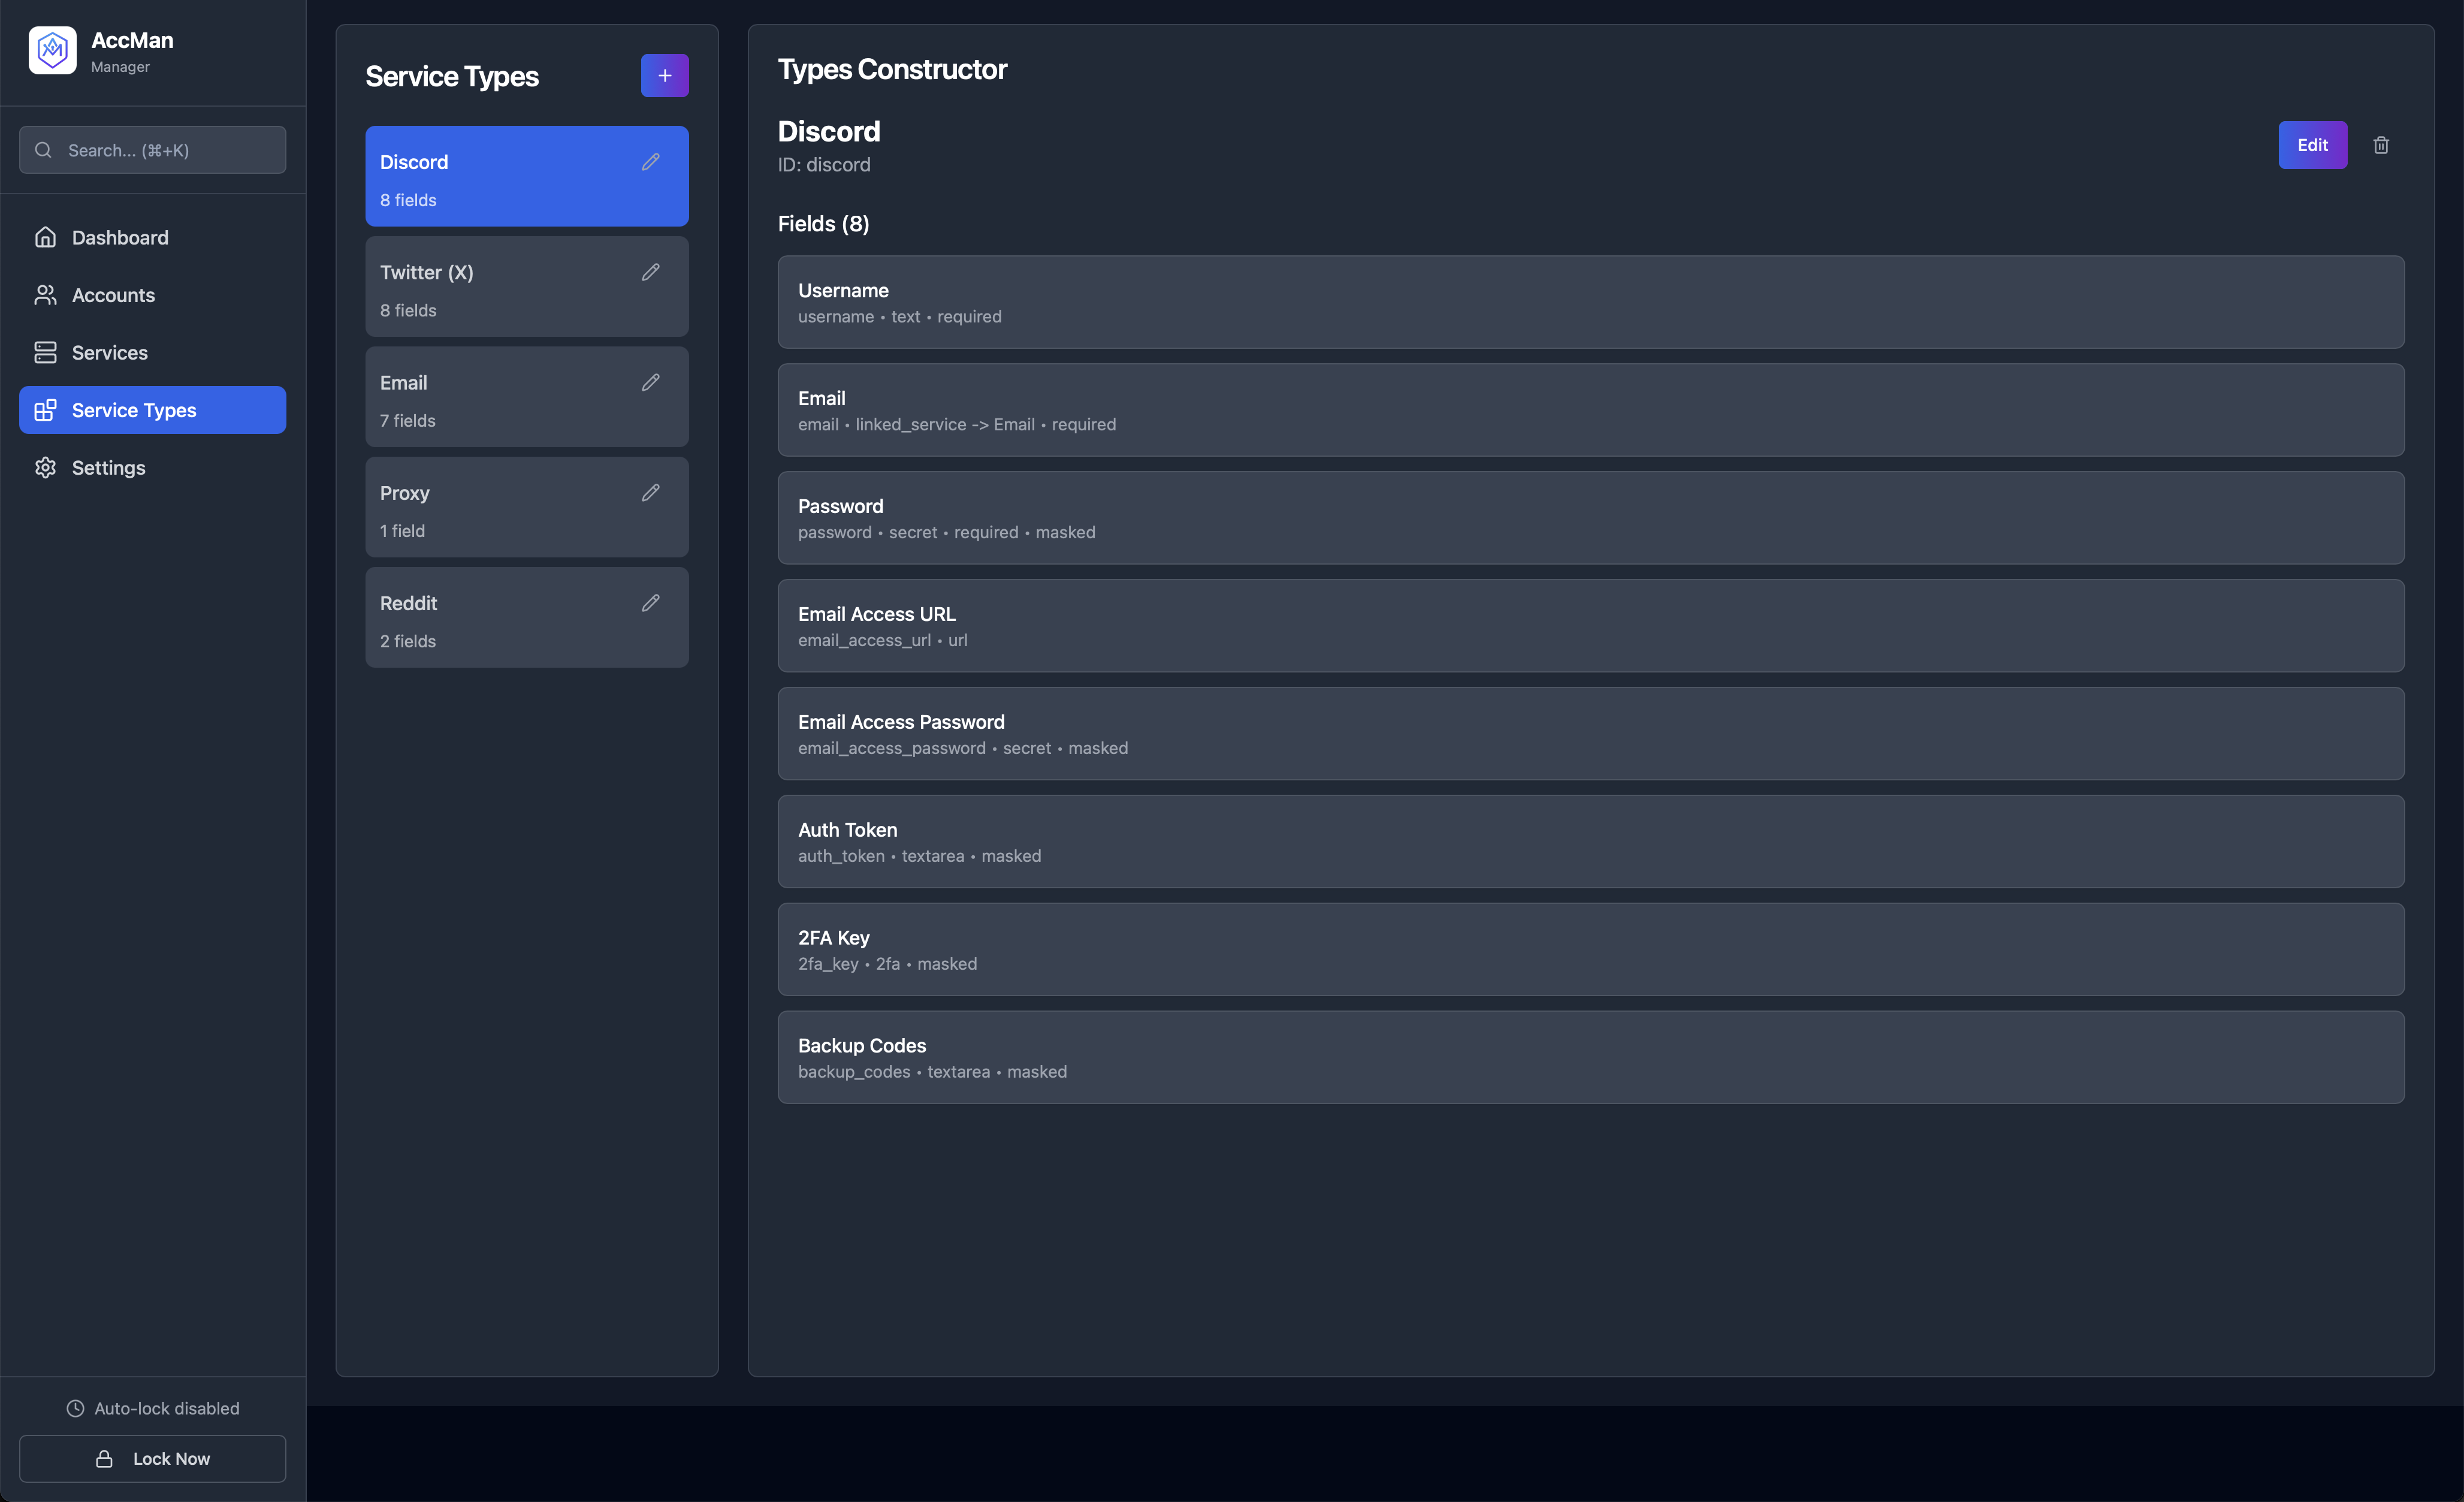 AccMan
Manager
Search... (⌘+K)
Dashboard
Accounts
Services
Service Types
Settings
Auto-lock disabled
Lock Now
Service Types
+
Discord
8 fields
Twitter (X)
8 fields
Email
7 fields
Proxy
1 field
Reddit
2 fields
Types Constructor
Discord
ID: discord
Edit
Fields (8)
Username
username • text • required
Email
email • linked_service -> Email • required
Password
password • secret • required • masked
Email Access URL
email_access_url • url
Email Access Password
email_access_password • secret • masked
Auth Token
auth_token • textarea • masked
2FA Key
2fa_key • 2fa • masked
Backup Codes
backup_codes • textarea • masked